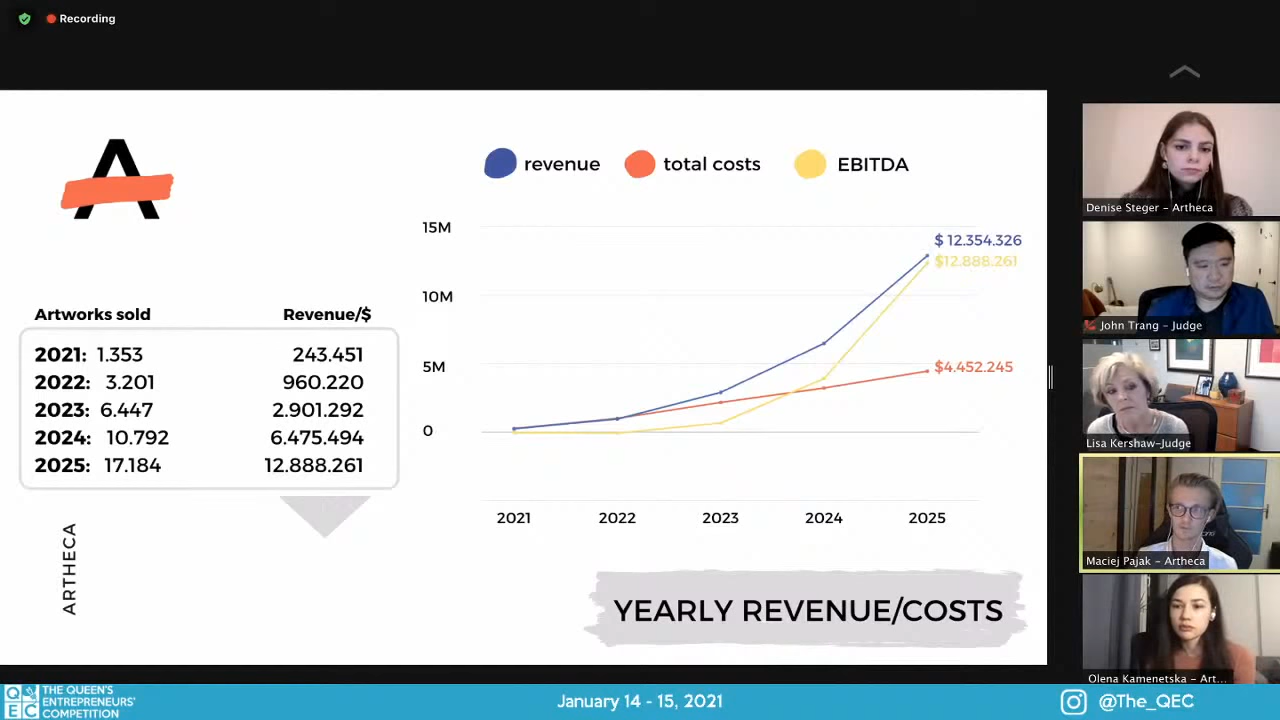 Recording
A
revenue
total costs
EBITDA
15M
10M
5M
0
$ 12.354.326
$12.888.261
$4.452.245
2021
2022
2023
2024
2025
Artworks sold Revenue/$
2021: 1.353 243.451
2022: 3.201 960.220
2023: 6.447 2.901.292
2024: 10.792 6.475.494
2025: 17.184 12.888.261
ARTHECA
YEARLY REVENUE/COSTS
Denise Steger - Artheca
John Trang - Judge
Lisa Kershaw-Judge
Maciej Pajak - Artheca
Olena Kamenetska - Art...
QEC
THE QUEEN'S
ENTREPRENEURS'
COMPETITION
January 14 - 15, 2021
@The_QEC